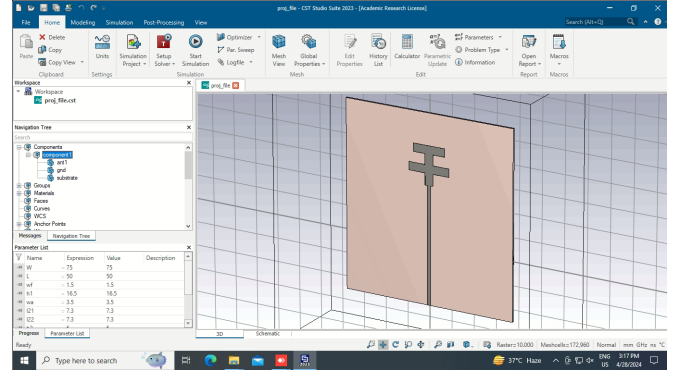 proj_file - CST Studio Suite 2023 - [Academic Research License]
File Home Modeling Simulation Post-Processing View Search (Alt+Q)
Paste Delete Copy Copy View
Units Simulation Project Setup Solver Start Simulation
Optimizer Par. Sweep Logfile
Mesh View Global Properties
Edit Properties History List Calculator Parametric Update
Parameters Problem Type Information
Open Report Macros
Clipboard Settings Simulation Mesh Edit Report Macros
Workspace
Workspace
proj_file.cst
proj_file
Navigation Tree
Search
Components
component1
ant1
gnd
substrate
Groups
Materials
Faces
Curves
WCS
Anchor Points
Messages Navigation Tree
Parameter List
Name Expression Value Description
W = 75 75
L = 50 50
wf = 1.5 1.5
h1 = 16.5 16.5
wa = 3.5 3.5
l21 = 7.3 7.3
l22 = 7.3 7.3
Progress Parameter List
3D Schematic
Ready Raster=10.000 Meshcells=172,960 Normal mm GHz ns °C
Type here to search 37°C Haze ENG 3:17 PM
US 4/28/2024